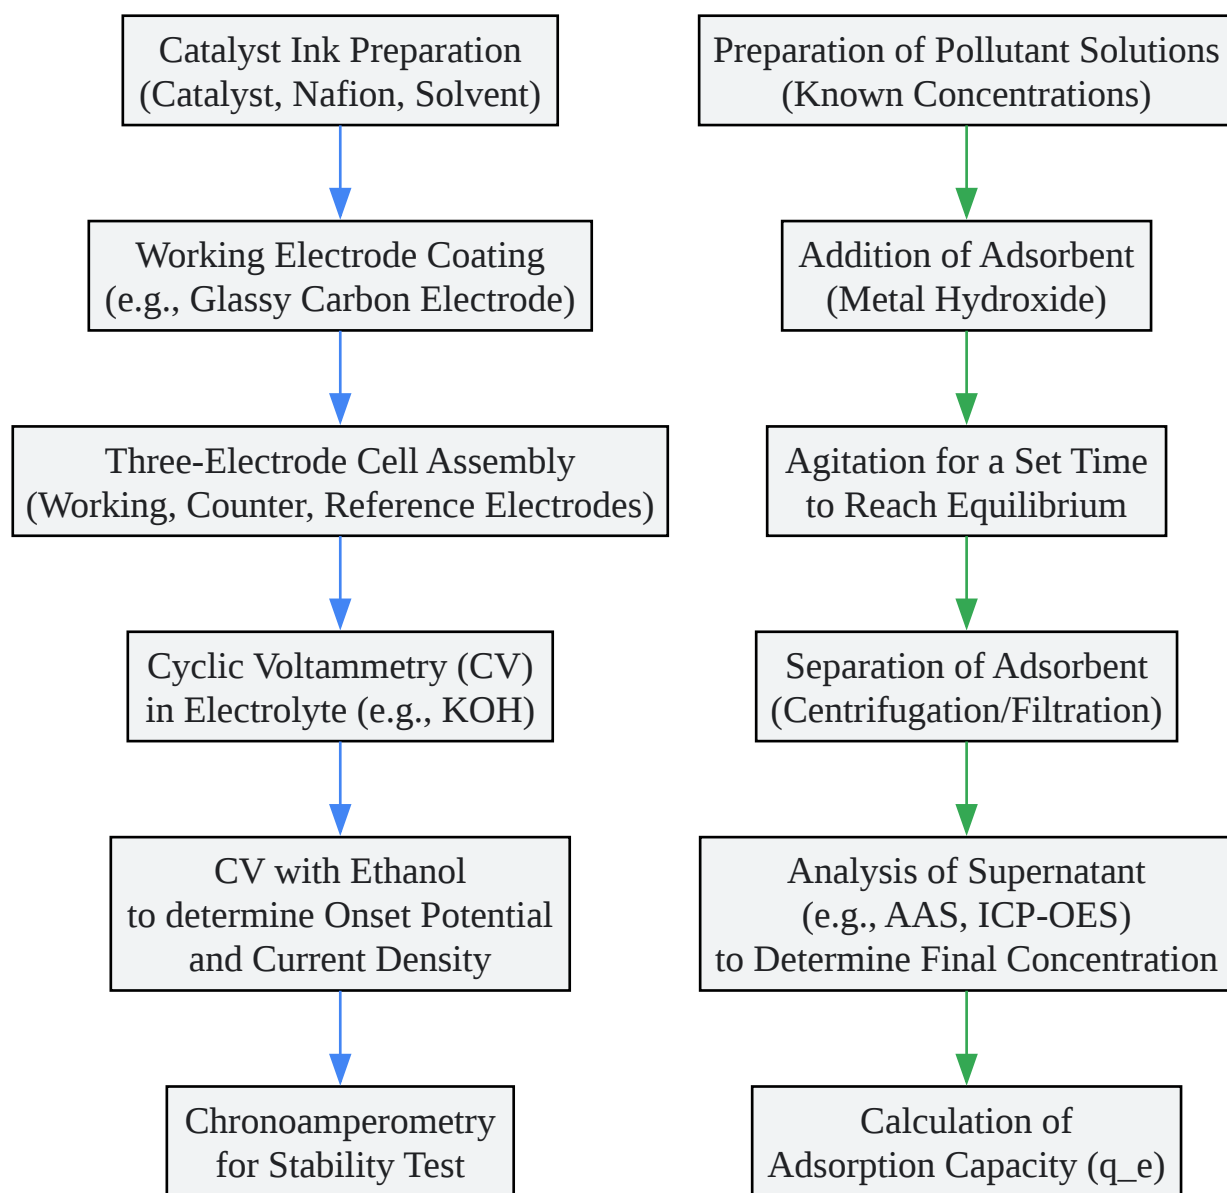 Catalyst Ink Preparation
(Catalyst, Nafion, Solvent)
Working Electrode Coating
(e.g., Glassy Carbon Electrode)
Three-Electrode Cell Assembly
(Working, Counter, Reference Electrodes)
Cyclic Voltammetry (CV)
in Electrolyte (e.g., KOH)
CV with Ethanol
to determine Onset Potential
and Current Density
Chronoamperometry
for Stability Test
Preparation of Pollutant Solutions
(Known Concentrations)
Addition of Adsorbent
(Metal Hydroxide)
Agitation for a Set Time
to Reach Equilibrium
Separation of Adsorbent
(Centrifugation/Filtration)
Analysis of Supernatant
(e.g., AAS, ICP-OES)
to Determine Final Concentration
Calculation of
Adsorption Capacity (q_e)